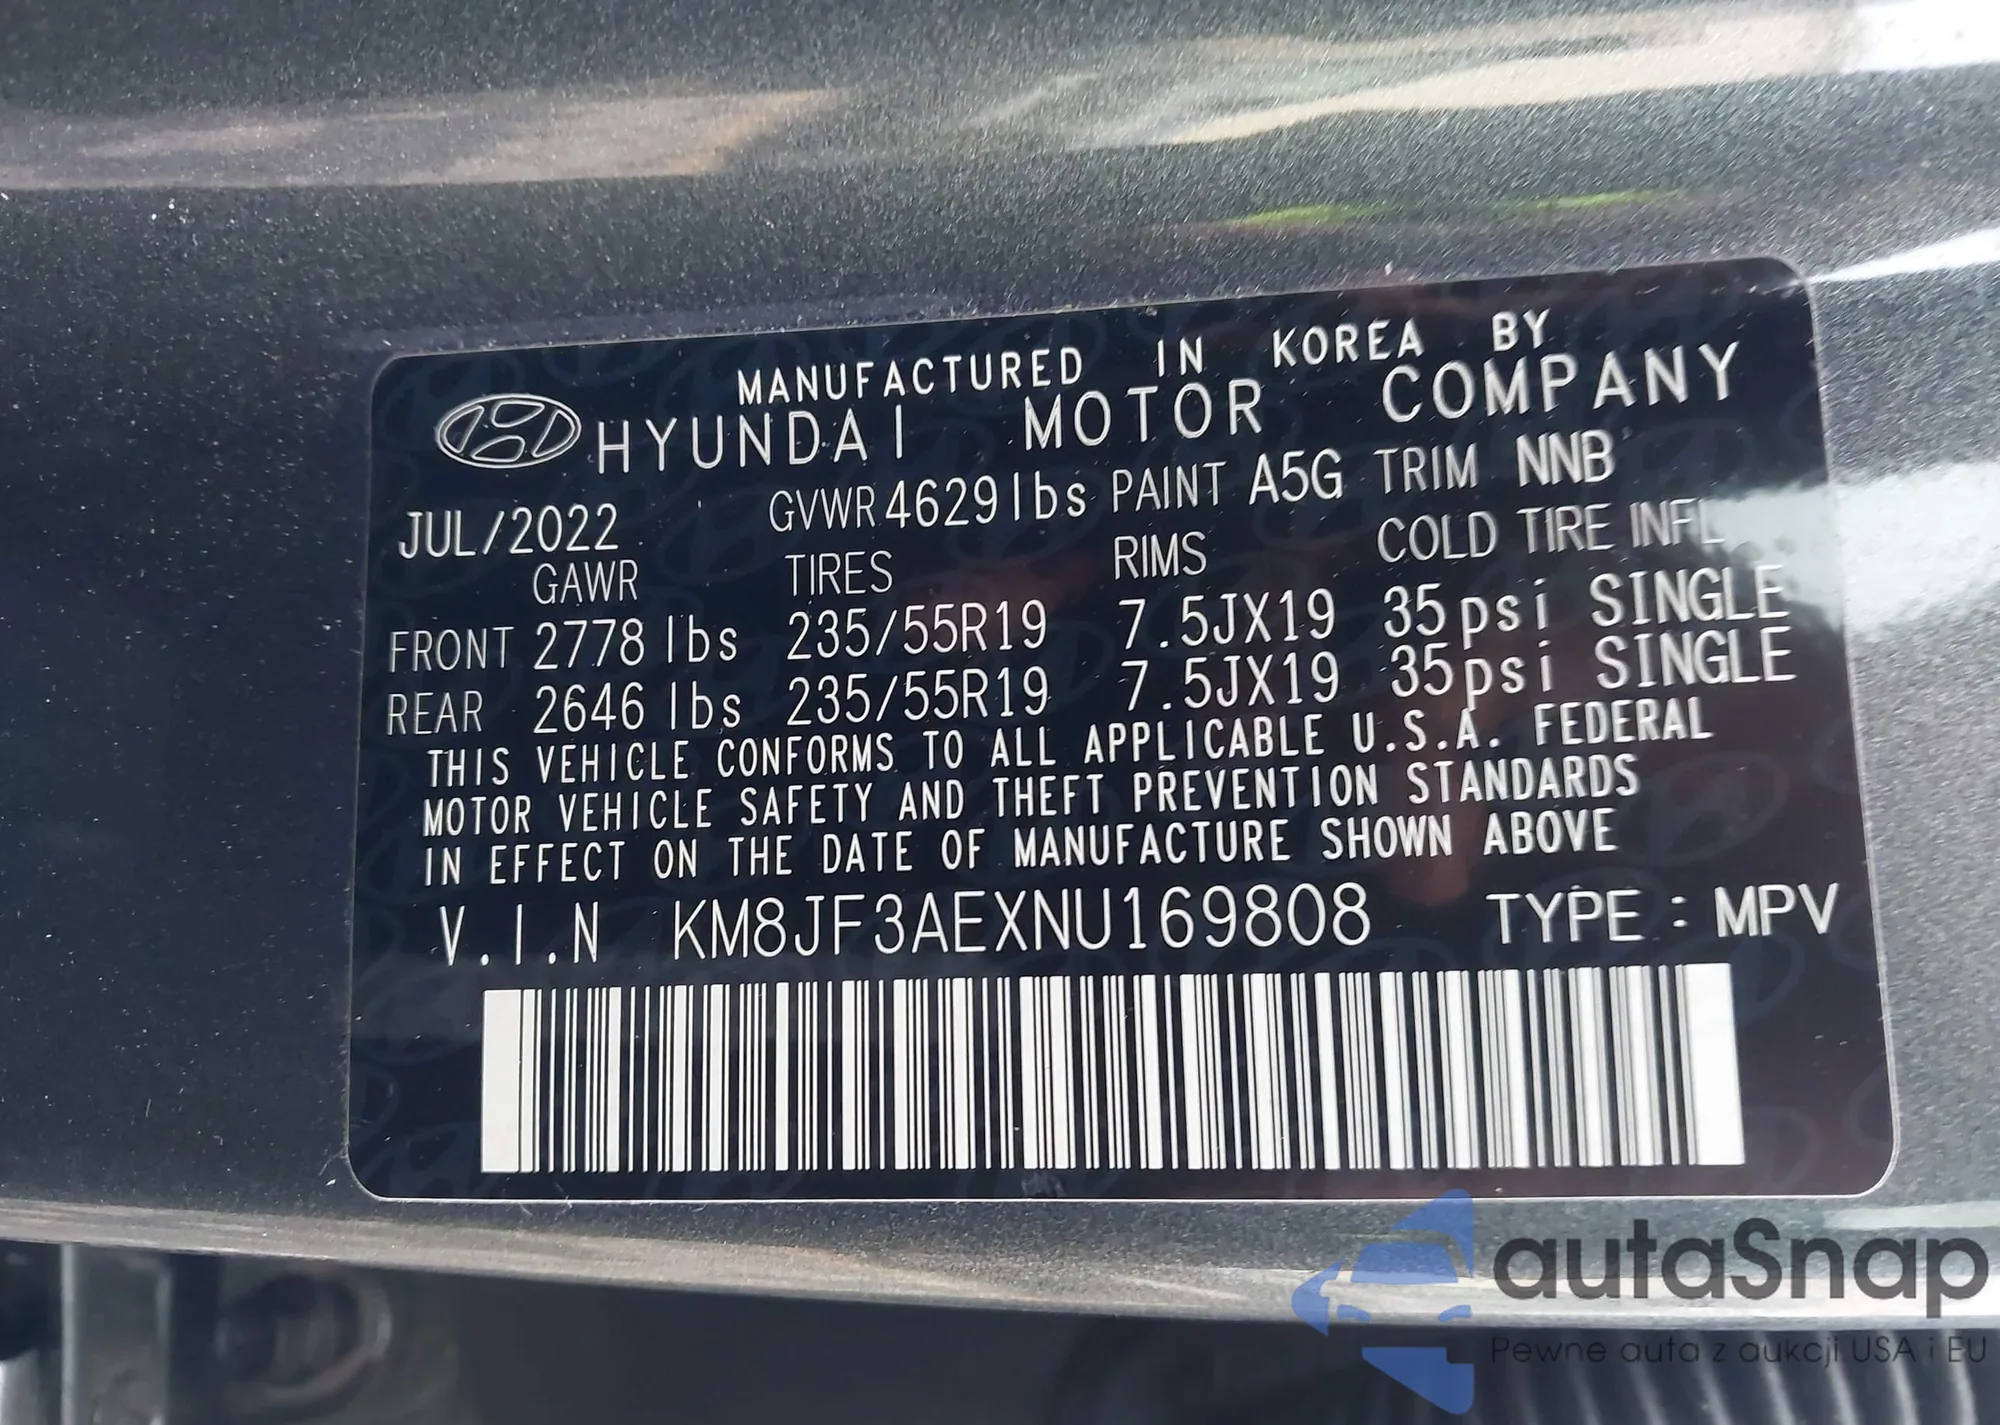 MANUFACTURED IN KOREA BY
HYUNDAI MOTOR COMPANY
JUL/2022 GVWR 4629 lbs PAINT A5G TRIM NNB
GAWR TIRES RIMS COLD TIRE INFL
FRONT 2778 lbs 235/55R19 7.5JX19 35psi SINGLE
REAR 2646 lbs 235/55R19 7.5JX19 35psi SINGLE
THIS VEHICLE CONFORMS TO ALL APPLICABLE U.S.A. FEDERAL
MOTOR VEHICLE SAFETY AND THEFT PREVENTION STANDARDS
IN EFFECT ON THE DATE OF MANUFACTURE SHOWN ABOVE
V.I.N KM8JF3AEXNU169808 TYPE : MPV
autaSnap
Pewne auta z aukcji USA i EU